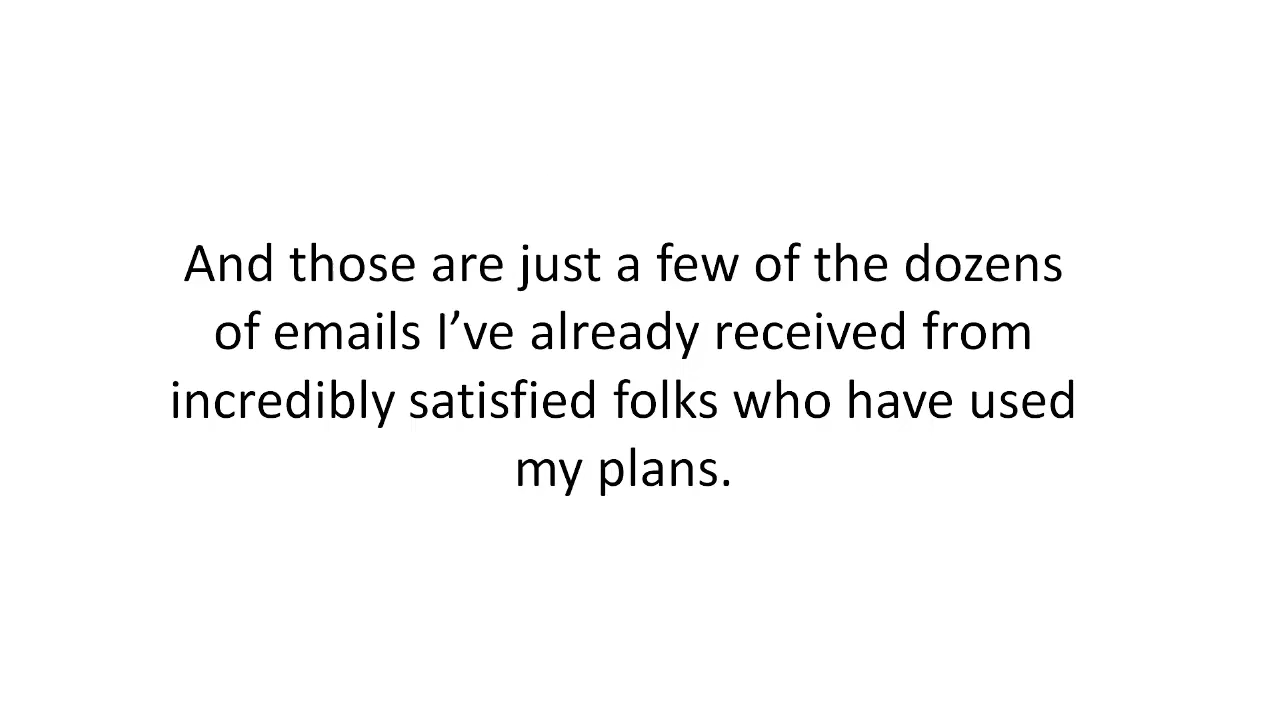 And those are just a few of the dozens
of emails I’ve already received from
incredibly satisfied folks who have used
my plans.